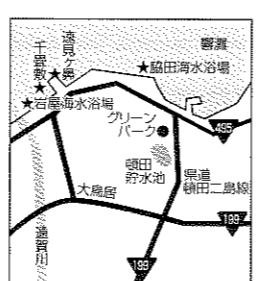 響灘
遠見ヶ鼻
千畳敷
★脇田海水浴場
★岩屋海水浴場
グリーン
パーク●
495
頓田
貯水池
県道
頓田二島線
大鳥居
199
遠賀川
199